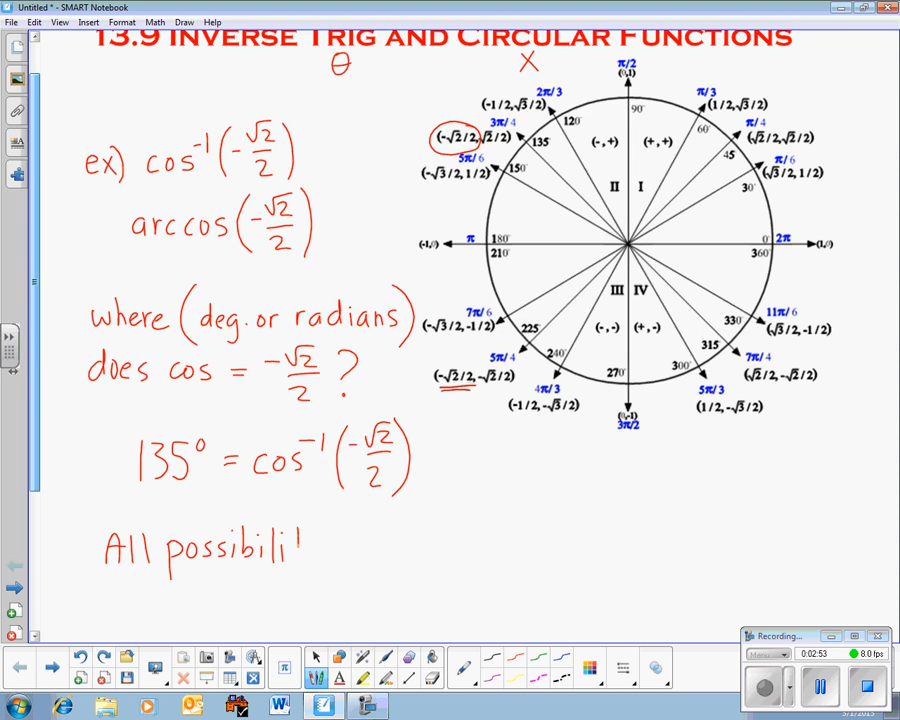 Untitled * - SMART Notebook
File Edit View Insert Format Math Draw Help
13.9 Inverse Trig and Circular Functions
θ X
ex) cos⁻¹(-√2/2)
arccos(-√2/2)
where (deg. or radians)
does cos = -√2/2 ?
135° = cos⁻¹(-√2/2)
All possibili
π/2
(0,1)
90°
2π/3
(-1/2,√3/2)
120°
3π/4
(-√2/2,√2/2)
135
5π/6
(-√3/2, 1/2)
150°
π
(-1,0)
180°
210°
7π/6
(-√3/2, -1/2)
225
5π/4
(-√2/2,-√2/2)
240°
4π/3
(-1/2, -√3/2)
270°
(0,-1)
3π/2
π/3
(1/2,√3/2)
60°
π/4
(√2/2,√2/2)
45
π/6
(√3/2, 1/2)
30°
0°
2π
(1,0)
360°
11π/6
(√3/2, -1/2)
330°
7π/4
(√2/2, -√2/2)
315°
5π/3
(1/2, -√3/2)
300°
(-, +) (+, +)
II I
III IV
(-, -) (+, -)
Recording...
Menu
0:02:53
8.0 fps